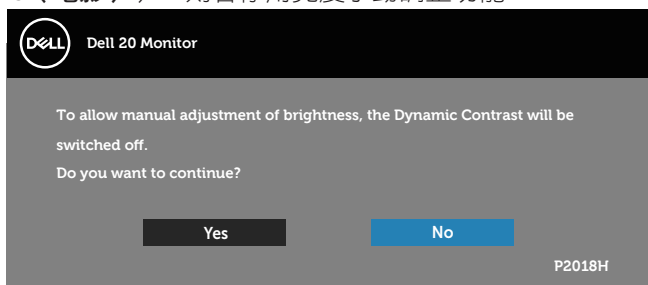 DELL
Dell 20 Monitor
To allow manual adjustment of brightness, the Dynamic Contrast will be
switched off.
Do you want to continue?
Yes
No
P2018H